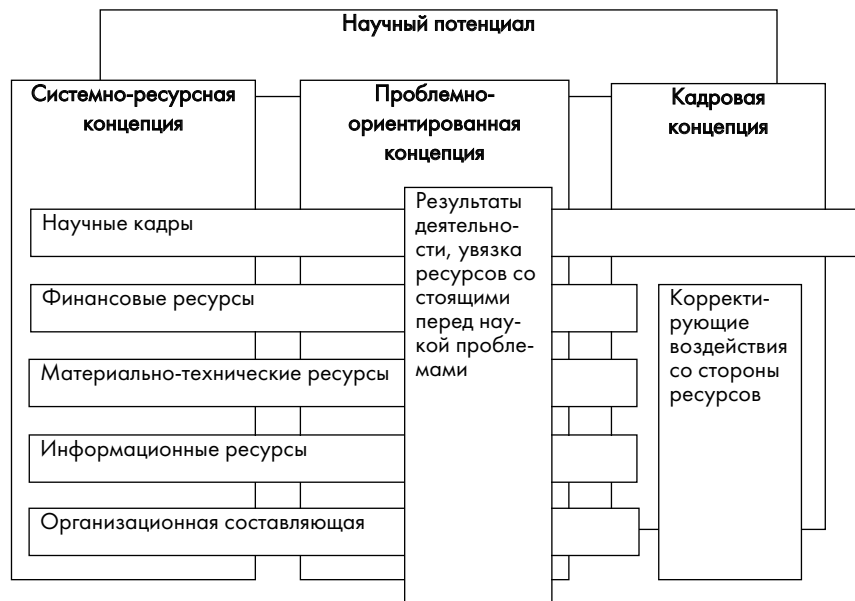 Научный потенциал
Системно-ресурсная
концепция
Проблемно-
ориентированная
концепция
Кадровая
концепция
Научные кадры
Финансовые ресурсы
Материально-технические ресурсы
Информационные ресурсы
Организационная составляющая
Результаты
деятельно-
сти, увязка
ресурсов со
стоящими
перед нау-
кой пробле-
мами
Корректи-
рующие
воздействия
со стороны
ресурсов